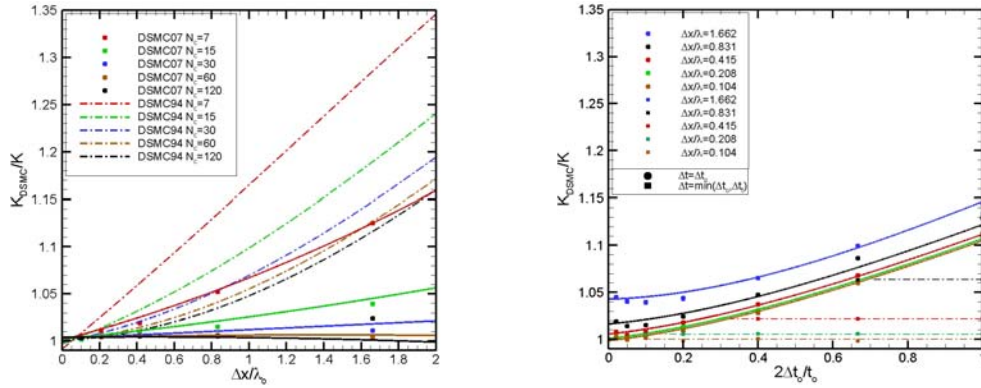 K_DSMC/K
1.35
1.3
1.25
1.2
1.15
1.1
1.05
1
DSMC07 N_c=7
DSMC07 N_c=15
DSMC07 N_c=30
DSMC07 N_c=60
DSMC07 N_c=120
DSMC94 N_c=7
DSMC94 N_c=15
DSMC94 N_c=30
DSMC94 N_c=60
DSMC94 N_c=120
0 0.2 0.4 0.6 0.8 1 1.2 1.4 1.6 1.8 2
Δx/λ_o
K_DSMC/K
1.35
1.3
1.25
1.2
1.15
1.1
1.05
1
Δx/λ=1.662
Δx/λ=0.831
Δx/λ=0.415
Δx/λ=0.208
Δx/λ=0.104
Δx/λ=1.662
Δx/λ=0.831
Δx/λ=0.415
Δx/λ=0.208
Δx/λ=0.104
Δt=Δt_o
Δt=min(Δt_o,Δt_t)
0 0.2 0.4 0.6 0.8
2Δt_o/t_o